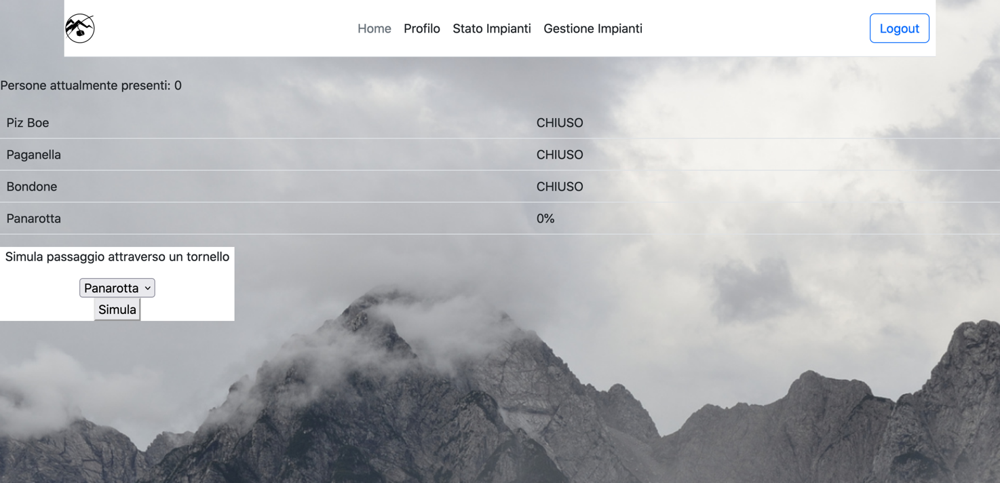 Home Profilo Stato Impianti Gestione Impianti Logout
Persone attualmente presenti: 0
Piz Boe CHIUSO
Paganella CHIUSO
Bondone CHIUSO
Panarotta 0%
Simula passaggio attraverso un tornello
Panarotta
Simula